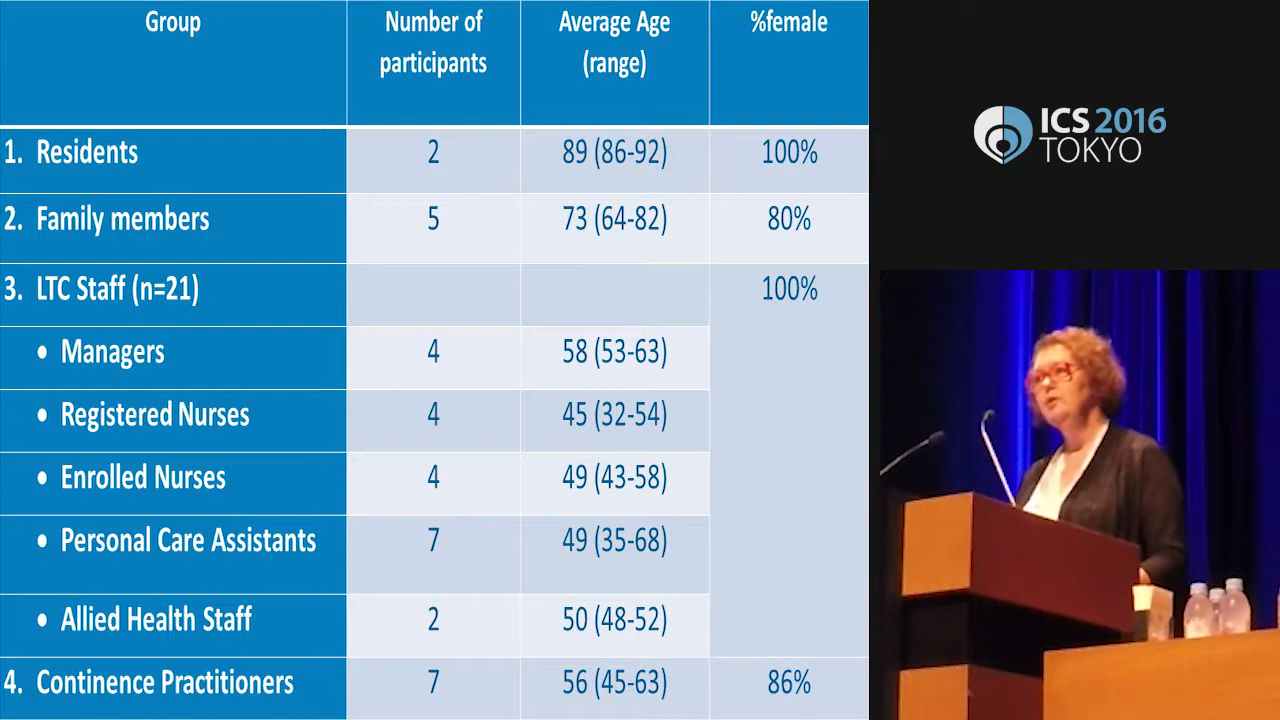 Group Number of participants Average Age (range) %female
1. Residents 2 89 (86-92) 100%
2. Family members 5 73 (64-82) 80%
3. LTC Staff (n=21) 100%
• Managers 4 58 (53-63)
• Registered Nurses 4 45 (32-54)
• Enrolled Nurses 4 49 (43-58)
• Personal Care Assistants 7 49 (35-68)
• Allied Health Staff 2 50 (48-52)
4. Continence Practitioners 7 56 (45-63) 86%
ICS 2016
TOKYO